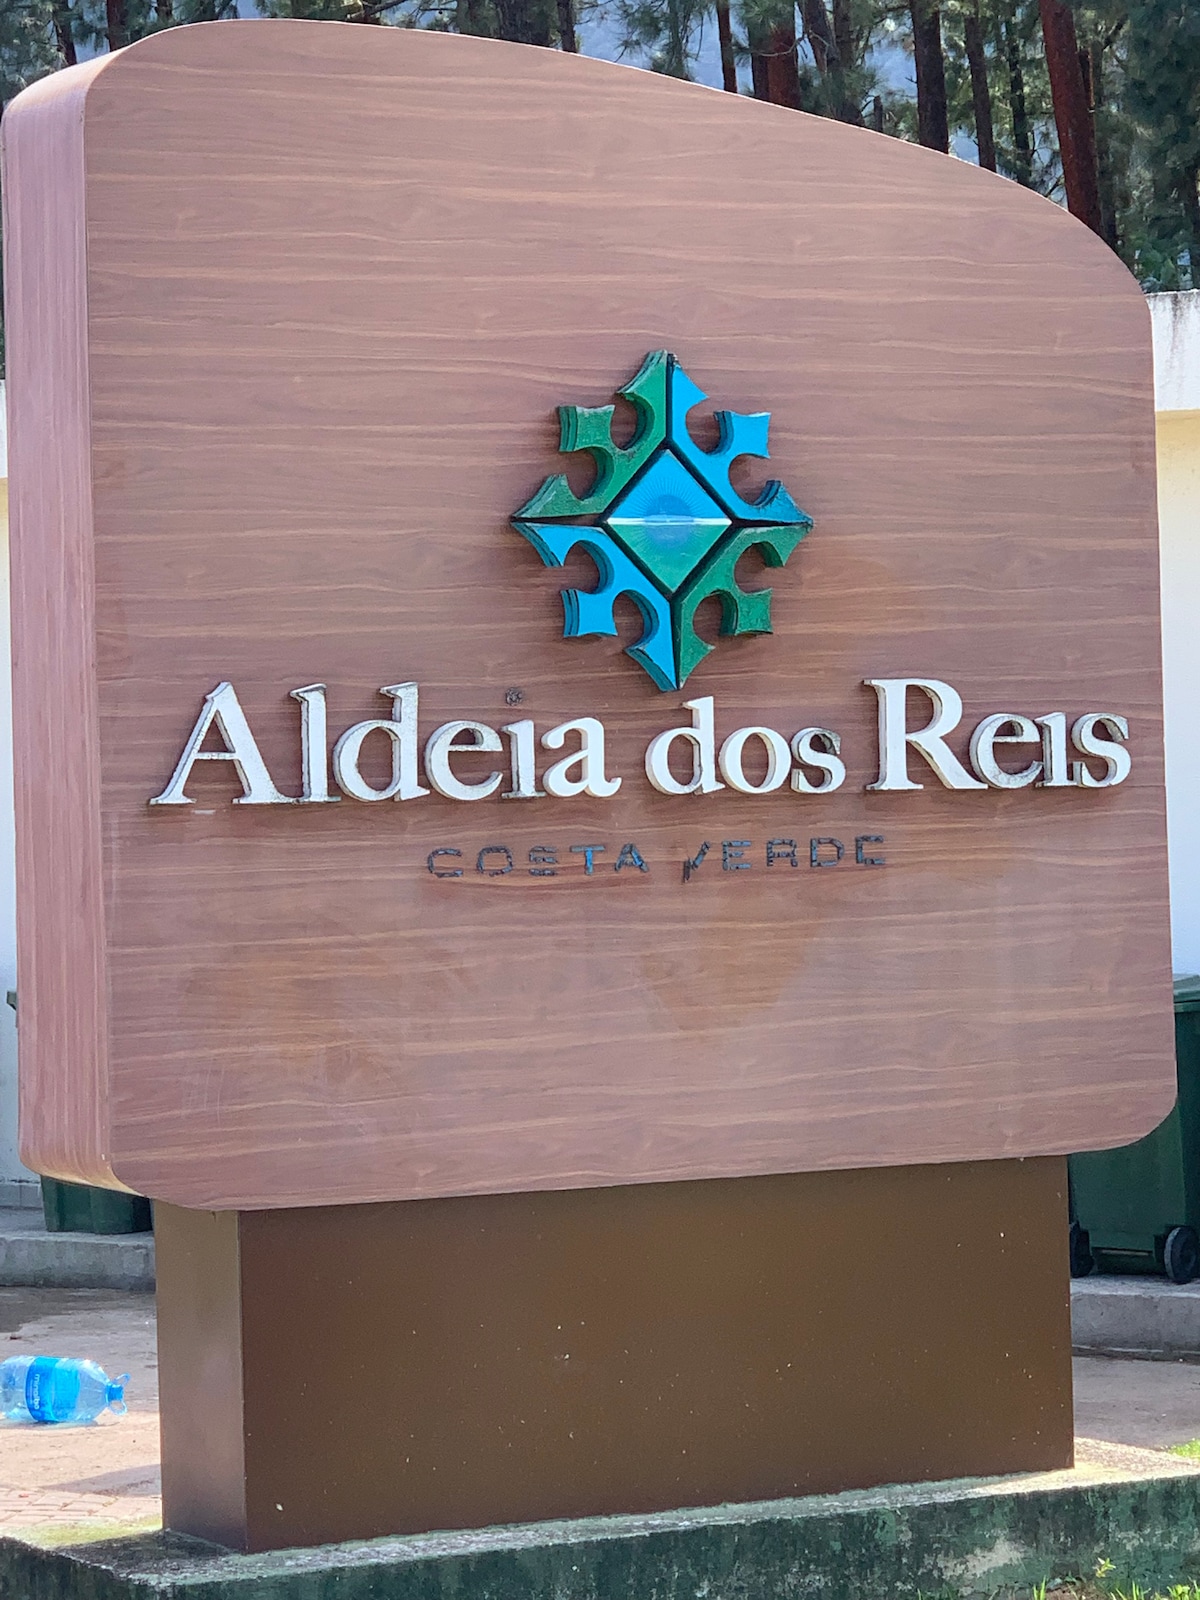 Aldeia dos Reis
COSTA VERDE